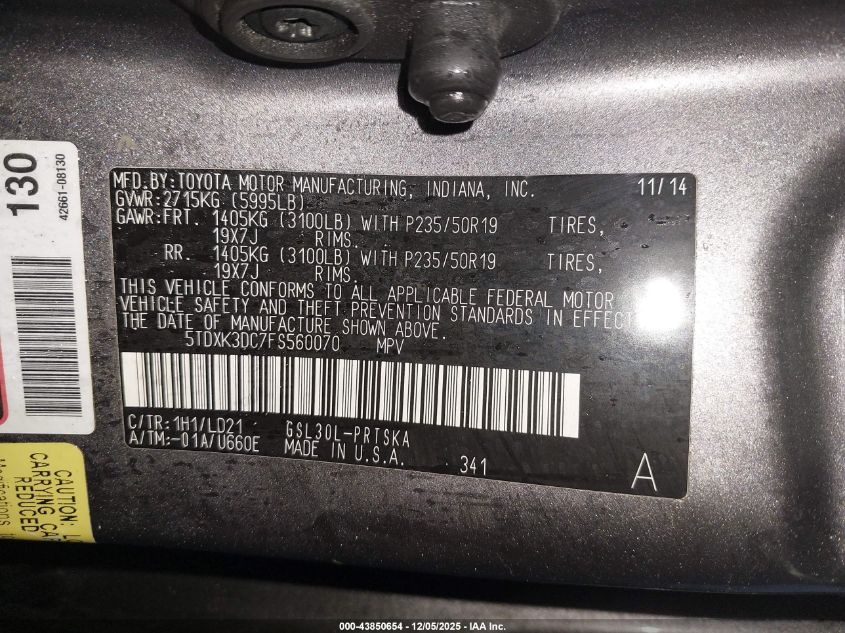 130
42661-08130
MFD.BY:TOYOTA MOTOR MANUFACTURING, INDIANA, INC. 11/14
GVWR:2715KG (5995LB)
GAWR:FRT. 1405KG (3100LB) WITH P235/50R19 TIRES,
19X7J RIMS.
RR. 1405KG (3100LB) WITH P235/50R19 TIRES,
19X7J RIMS.
THIS VEHICLE CONFORMS TO ALL APPLICABLE FEDERAL MOTOR
VEHICLE SAFETY AND THEFT PREVENTION STANDARDS IN EFFECT
THE DATE OF MANUFACTURE SHOWN ABOVE.
5TDXK3DC7FS560070 MPV
C/TR:1H1/LD21 GSL30L-PRTSKA
A/TM:-01A/U660E MADE IN U.S.A. 341
A
CAUTION:
CARRYING
REDUCED
Modifications
000-43850654 - 12/05/2025 - IAA Inc.